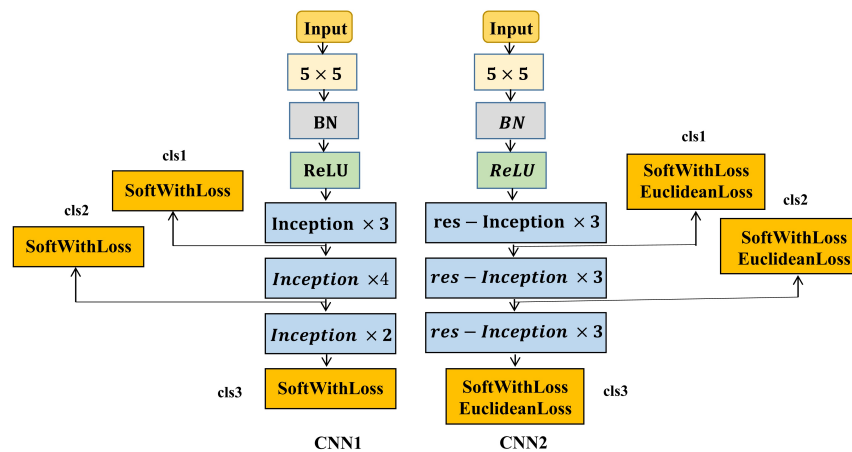 Input
5 × 5
BN
ReLU
cls1
SoftWithLoss
cls2
SoftWithLoss
Inception × 3
Inception ×4
Inception × 2
cls3
SoftWithLoss
CNN1
Input
5 × 5
BN
ReLU
cls1
SoftWithLoss
EuclideanLoss
cls2
SoftWithLoss
EuclideanLoss
res − Inception × 3
res − Inception × 3
res − Inception × 3
SoftWithLoss
EuclideanLoss
cls3
CNN2